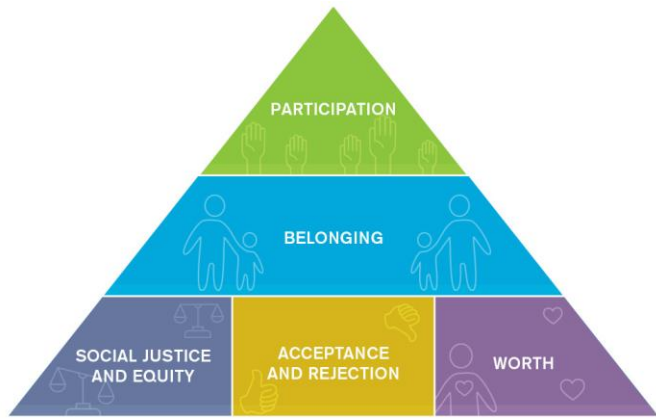 PARTICIPATION
BELONGING
SOCIAL JUSTICE
AND EQUITY
ACCEPTANCE
AND REJECTION
WORTH